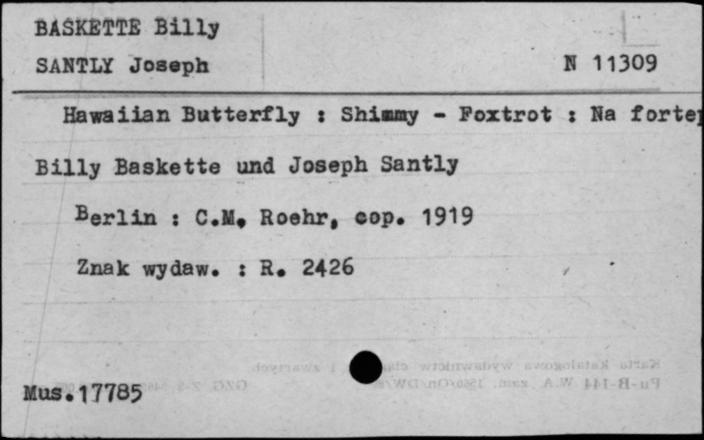 BASKETTE Billy
SANTLY Joseph N 11309
Hawaiian Butterfly : Shimmy - Foxtrot : Na fortep
Billy Baskette und Joseph Santly
Berlin : C.M. Roehr, cop. 1919
Znak wydaw. : R. 2426
Mus.17785